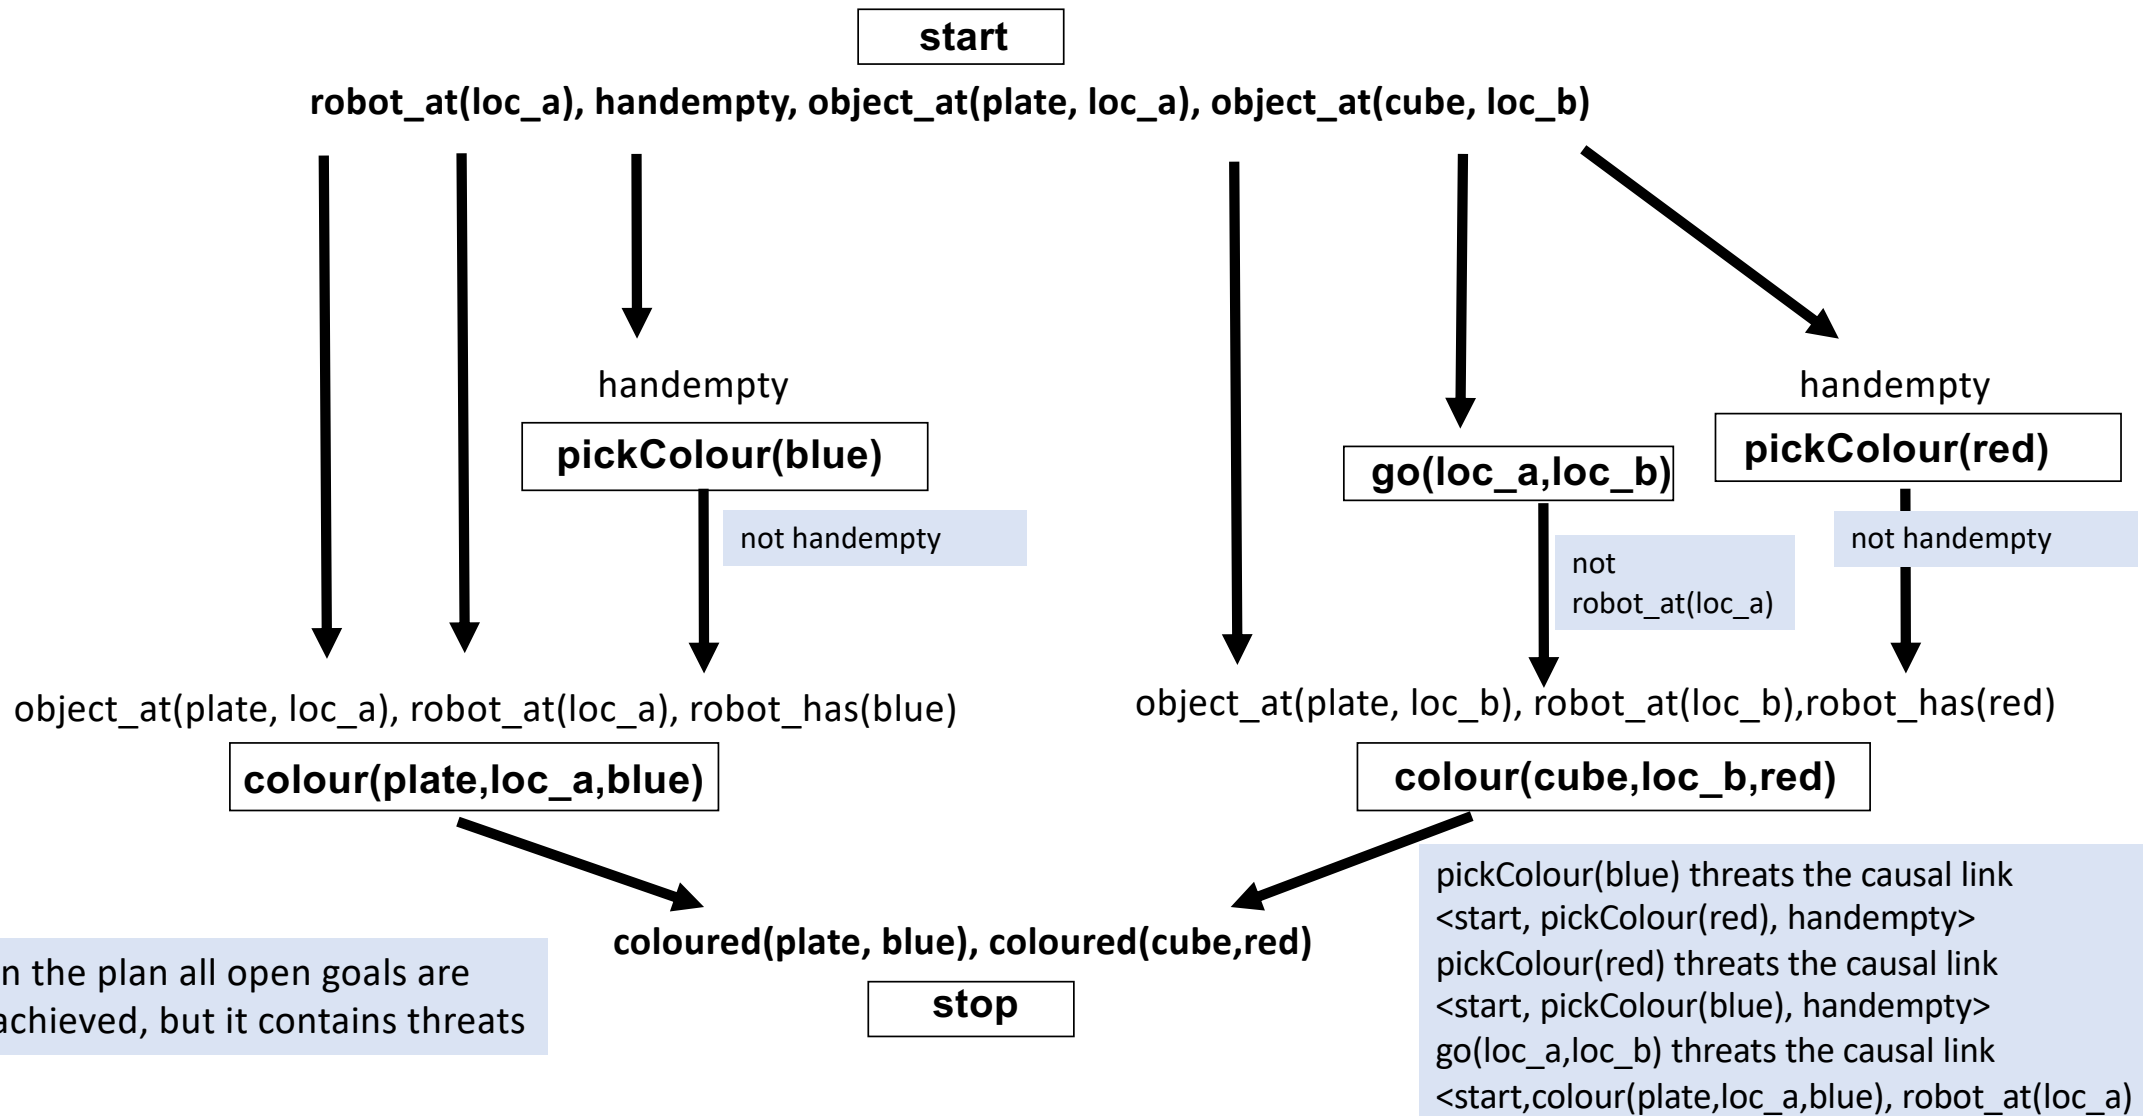 start
robot_at(loc_a), handempty, object_at(plate, loc_a), object_at(cube, loc_b)
handempty
handempty
pickColour(blue)
go(loc_a,loc_b)
pickColour(red)
not handempty
not
robot_at(loc_a)
not handempty
object_at(plate, loc_a), robot_at(loc_a), robot_has(blue)
object_at(plate, loc_b), robot_at(loc_b),robot_has(red)
colour(plate,loc_a,blue)
colour(cube,loc_b,red)
coloured(plate, blue), coloured(cube,red)
stop
n the plan all open goals are
achieved, but it contains threats
pickColour(blue) threats the causal link
<start, pickColour(red), handempty>
pickColour(red) threats the causal link
<start, pickColour(blue), handempty>
go(loc_a,loc_b) threats the causal link
<start,colour(plate,loc_a,blue), robot_at(loc_a)